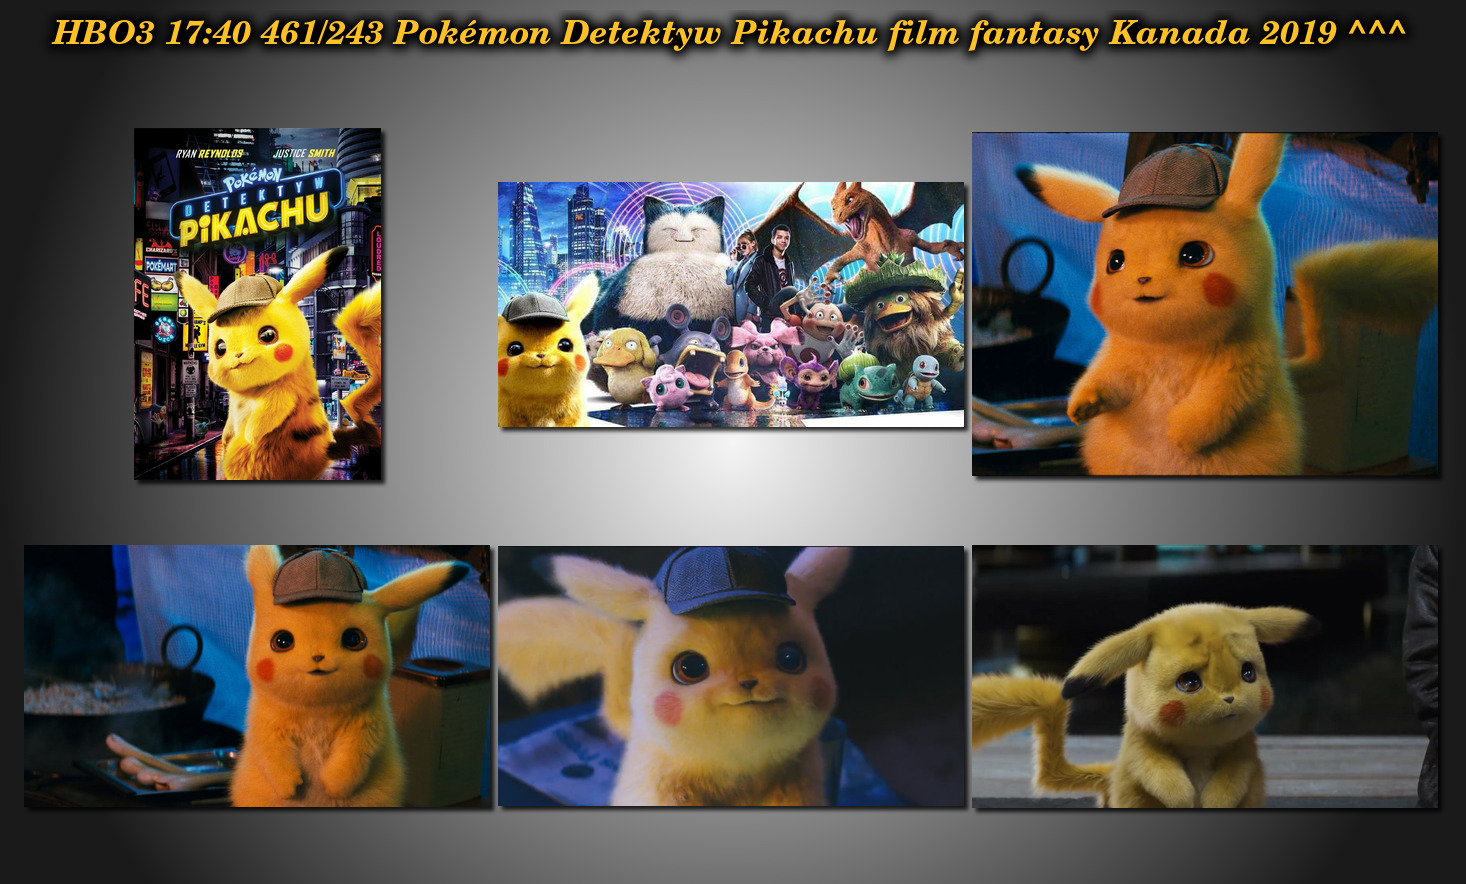 HBO3 17:40 461/243 Pokémon Detektyw Pikachu film fantasy Kanada 2019 ^^^
RYAN REYNOLDS JUSTICE SMITH
POKéMON
DETEKTYW
PiKACHU
POKÉMART